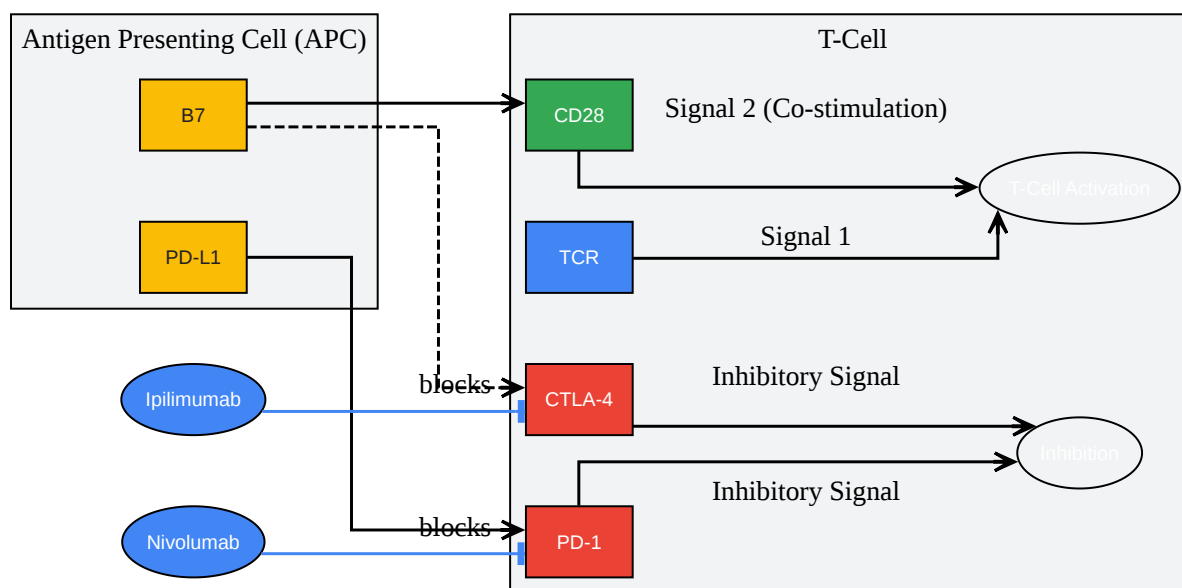 Antigen Presenting Cell (APC)
T-Cell
B7
CD28
Signal 2 (Co-stimulation)
T-Cell Activation
PD-L1
TCR
Signal 1
Ipilimumab
blocks
CTLA-4
Inhibitory Signal
Inhibition
Inhibitory Signal
Nivolumab
blocks
PD-1